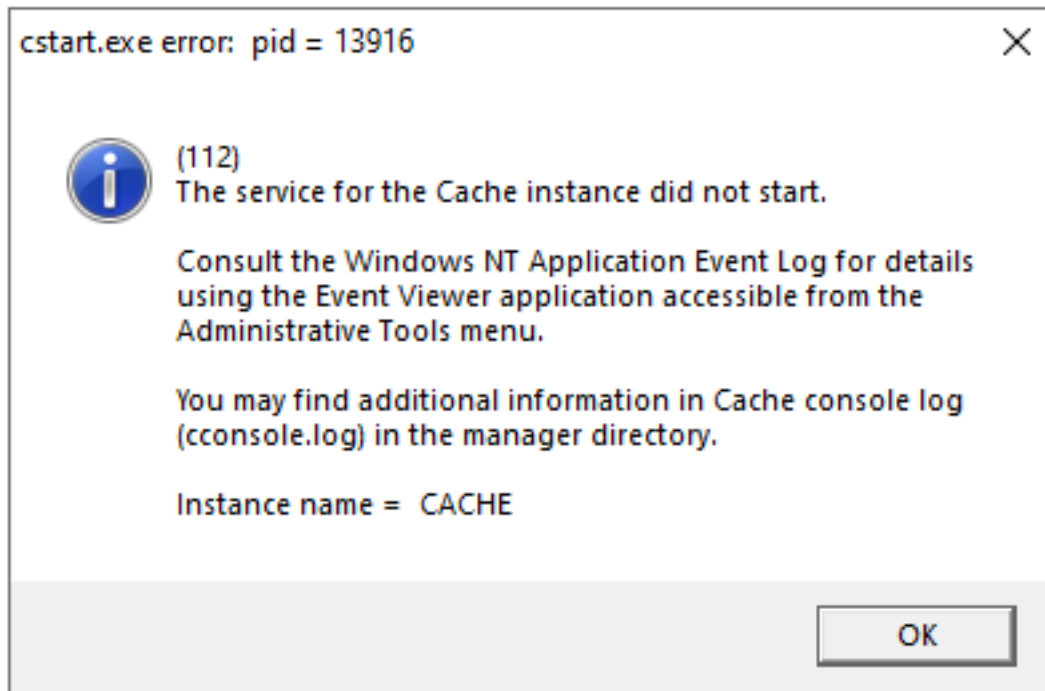 cstart.exe error:  pid = 13916
(112)
The service for the Cache instance did not start.
Consult the Windows NT Application Event Log for details
using the Event Viewer application accessible from the
Administrative Tools menu.
You may find additional information in Cache console log
(cconsole.log) in the manager directory.
Instance name =  CACHE
OK